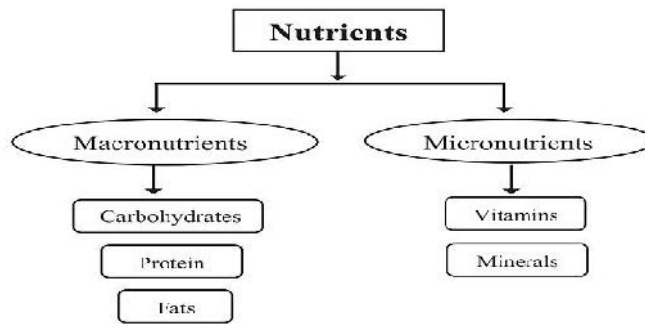 Nutrients
Macronutrients
Micronutrients
Carbohydrates
Vitamins
Protein
Minerals
Fats